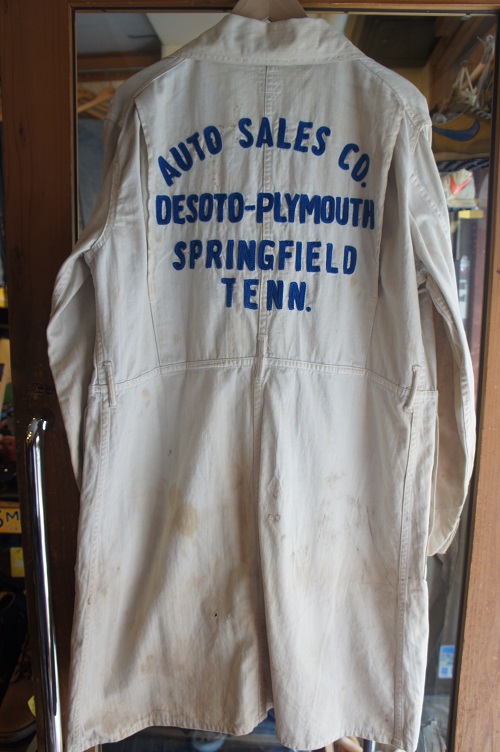 AUTO SALES CO.
DESOTO-PLYMOUTH
SPRINGFIELD
TENN.